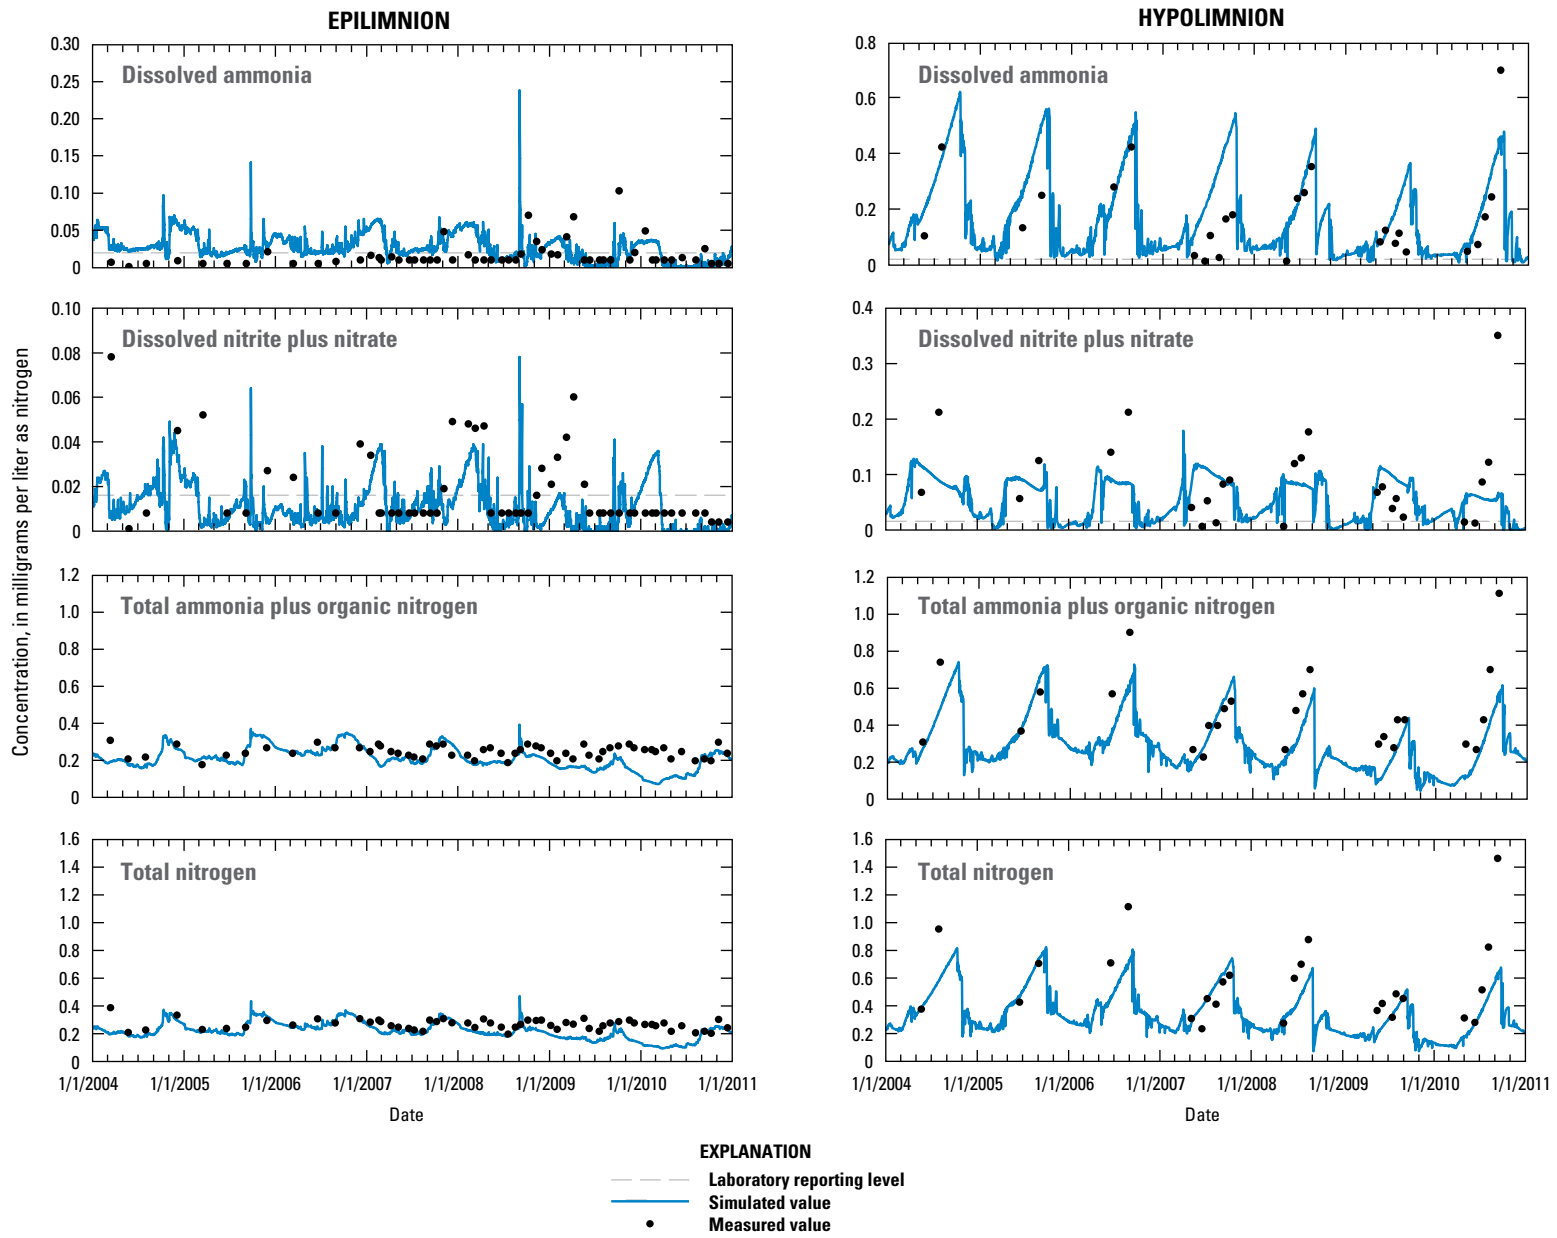 EPILIMNION
HYPOLIMNION
Concentration, in milligrams per liter as nitrogen
0.30
0.25
0.20
0.15
0.10
0.05
0
Dissolved ammonia
0.8
0.6
0.4
0.2
0
Dissolved ammonia
0.10
0.08
0.06
0.04
0.02
0
Dissolved nitrite plus nitrate
0.4
0.3
0.2
0.1
0
Dissolved nitrite plus nitrate
1.2
1.0
0.8
0.6
0.4
0.2
0
Total ammonia plus organic nitrogen
1.2
1.0
0.8
0.6
0.4
0.2
0
Total ammonia plus organic nitrogen
1.6
1.4
1.2
1.0
0.8
0.6
0.4
0.2
0
Total nitrogen
1/1/2004 1/1/2005 1/1/2006 1/1/2007 1/1/2008 1/1/2009 1/1/2010 1/1/2011
Date
1.6
1.4
1.2
1.0
0.8
0.6
0.4
0.2
0
Total nitrogen
1/1/2004 1/1/2005 1/1/2006 1/1/2007 1/1/2008 1/1/2009 1/1/2010 1/1/2011
Date
EXPLANATION
Laboratory reporting level
Simulated value
Measured value